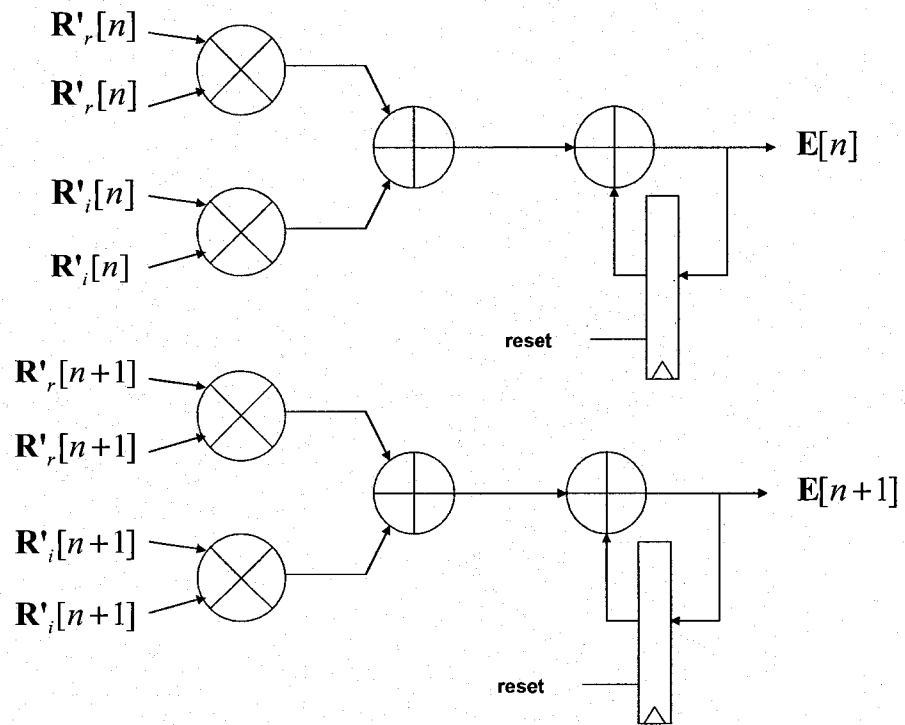 R'r[n]
R'r[n]
E[n]
R'i[n]
R'i[n]
reset
R'r[n+1]
R'r[n+1]
E[n+1]
R'i[n+1]
R'i[n+1]
reset